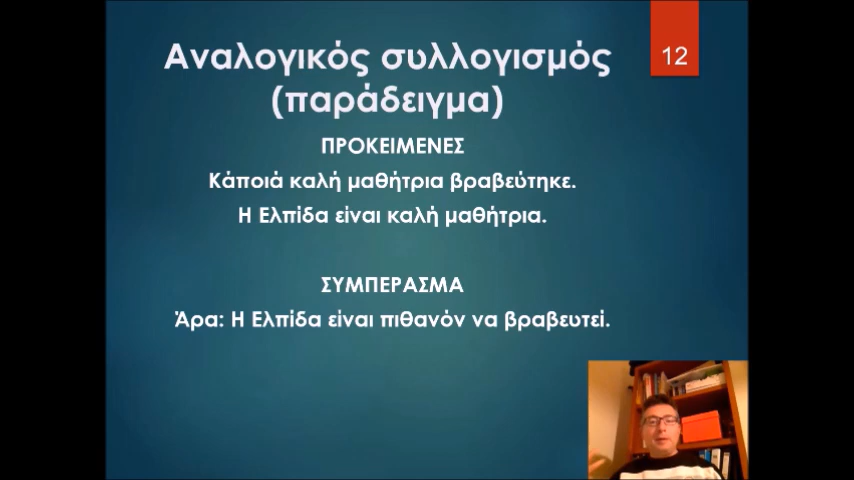 Αναλογικός συλλογισμός
(παράδειγμα)
12
ΠΡΟΚΕΙΜΕΝΕΣ
Κάποιά καλή μαθήτρια βραβεύτηκε.
Η Ελπίδα είναι καλή μαθήτρια.
ΣΥΜΠΕΡΑΣΜΑ
Άρα: Η Ελπίδα είναι πιθανόν να βραβευτεί.